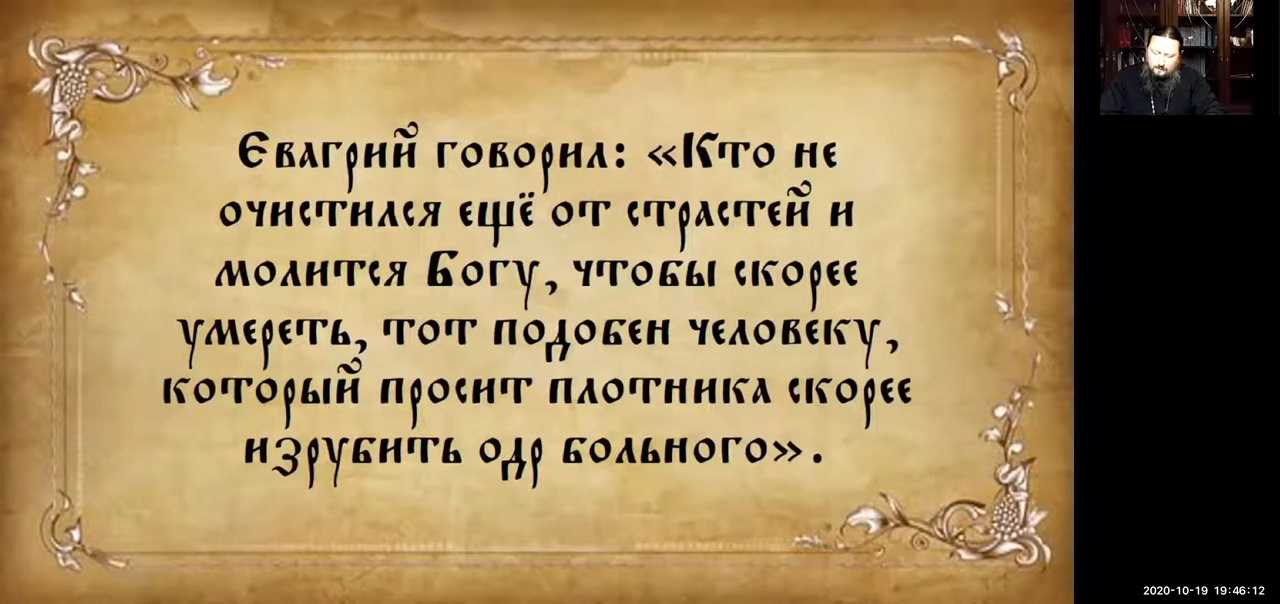 Євагрий говорил: «Кто не
очистился ещё от страстей и
молится Богу, чтобы скорее
умереть, тот подобен человеку,
который просит плотника скорее
изрубить одр больного».
2020-10-19 19:46:12